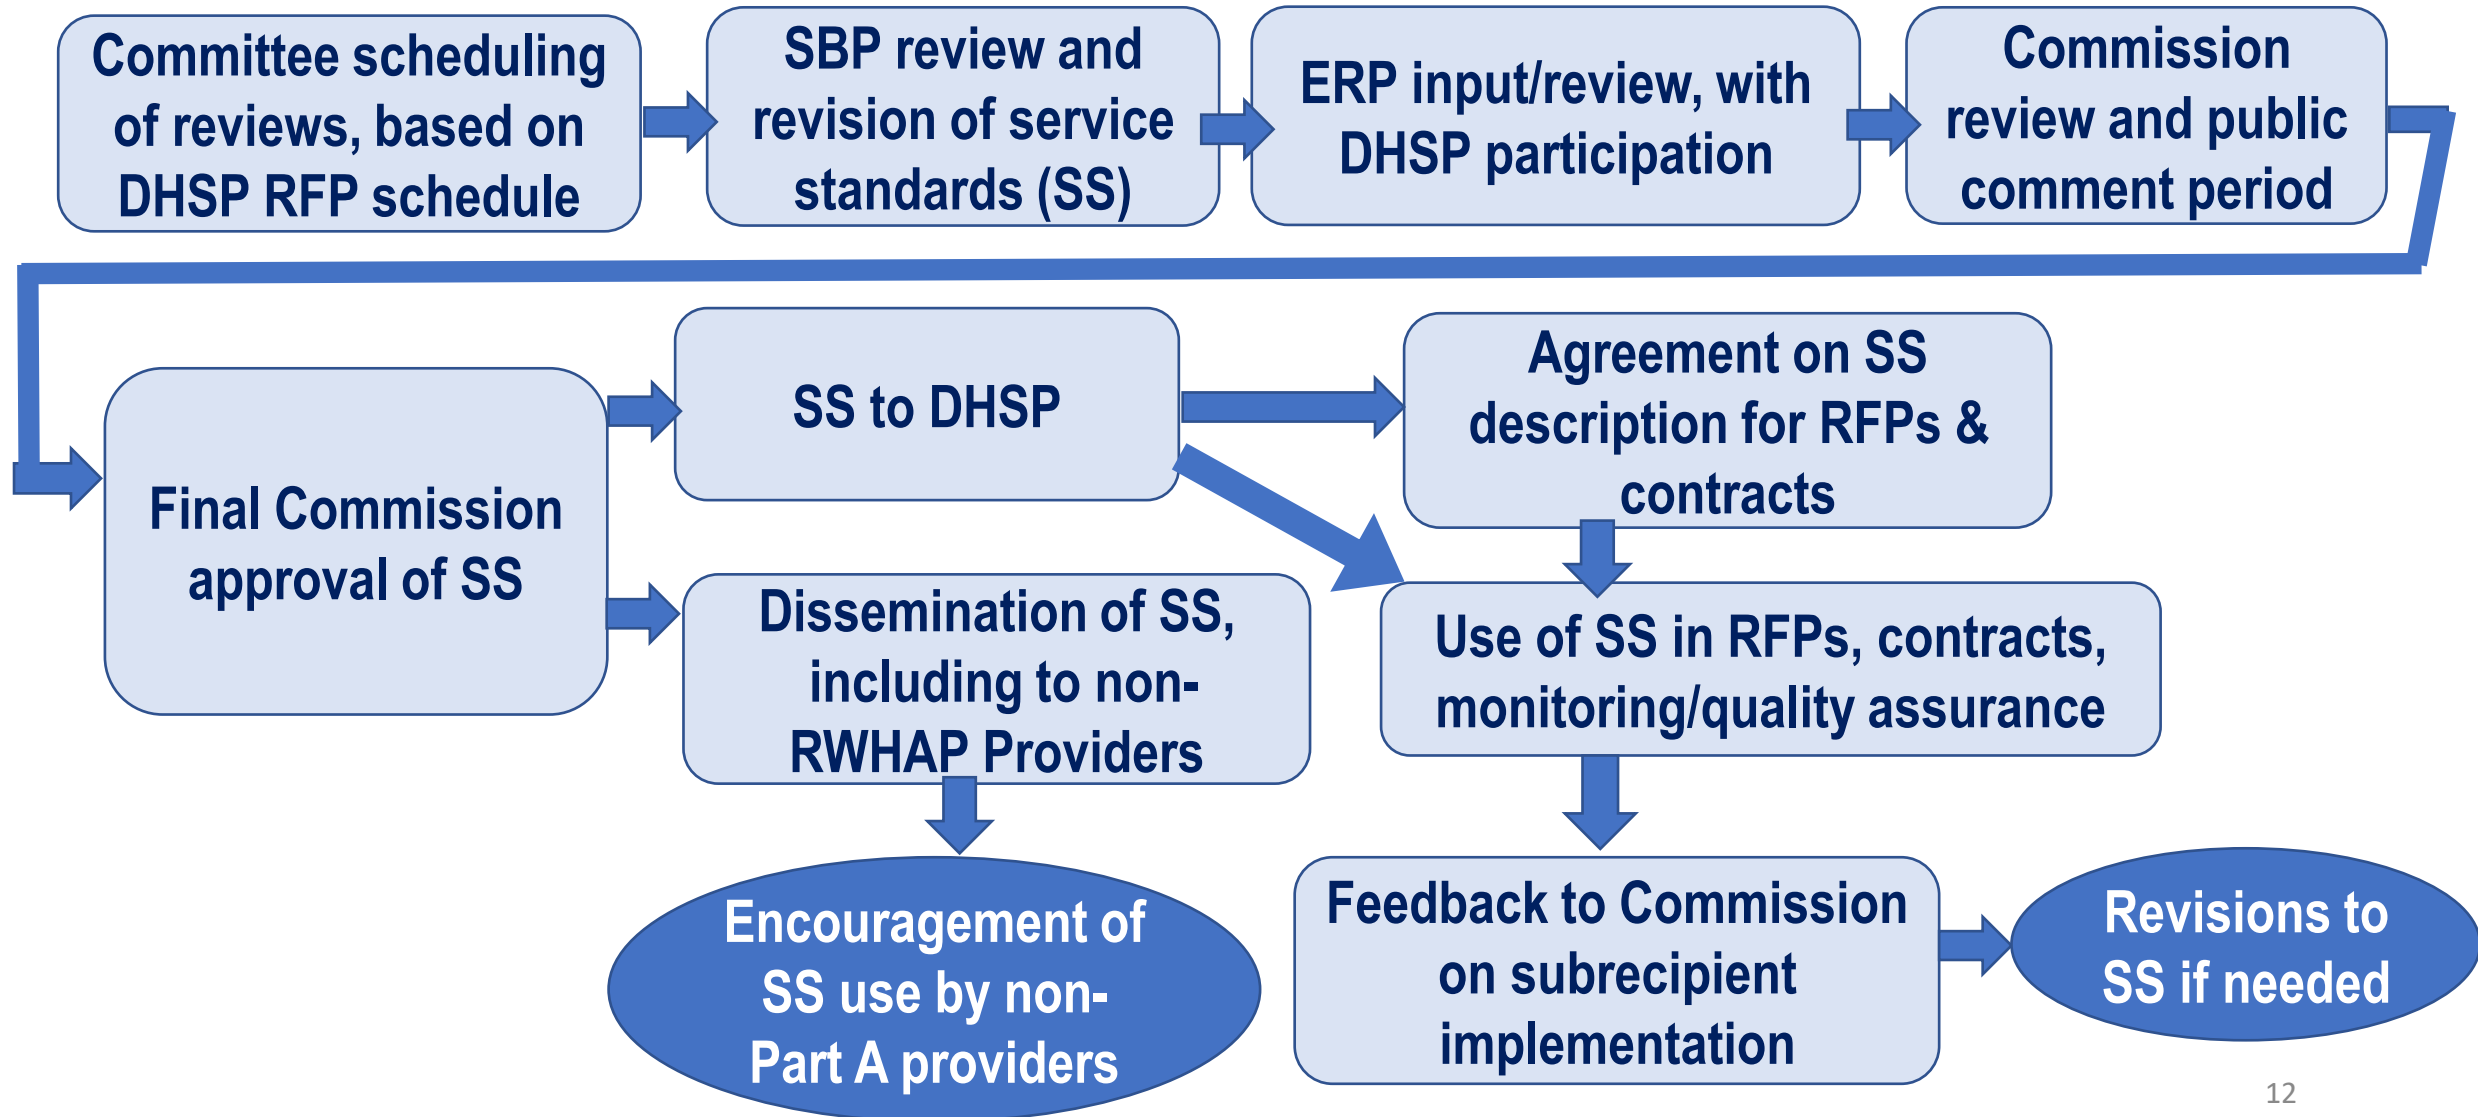 Committee scheduling
of reviews, based on
DHSP RFP schedule
SBP review and
revision of service
standards (SS)
ERP input/review, with
DHSP participation
Commission
review and public
comment period
Final Commission
approval of SS
SS to DHSP
Agreement on SS
description for RFPs &
contracts
Dissemination of SS,
including to non-
RWHAP Providers
Use of SS in RFPs, contracts,
monitoring/quality assurance
Encouragement of
SS use by non-
Part A providers
Feedback to Commission
on subrecipient
implementation
Revisions to
SS if needed
12